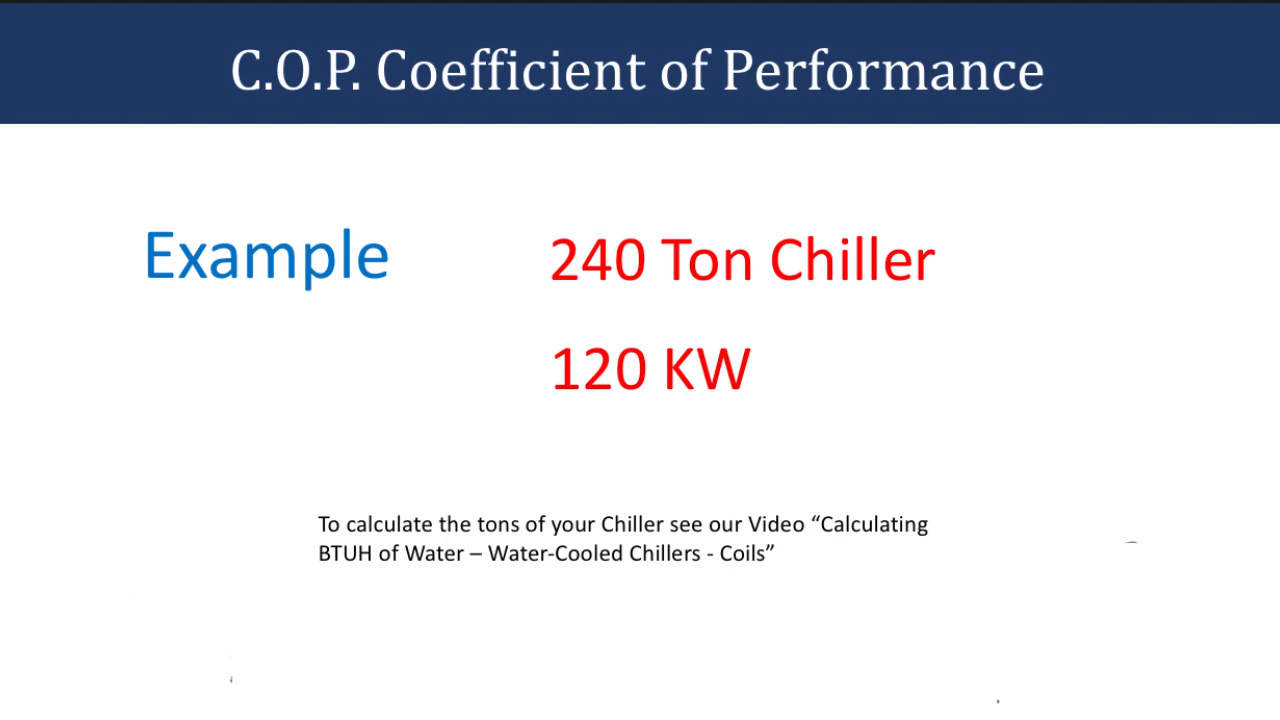 C.O.P. Coefficient of Performance
Example
240 Ton Chiller
120 KW
To calculate the tons of your Chiller see our Video “Calculating
BTUH of Water – Water-Cooled Chillers - Coils”